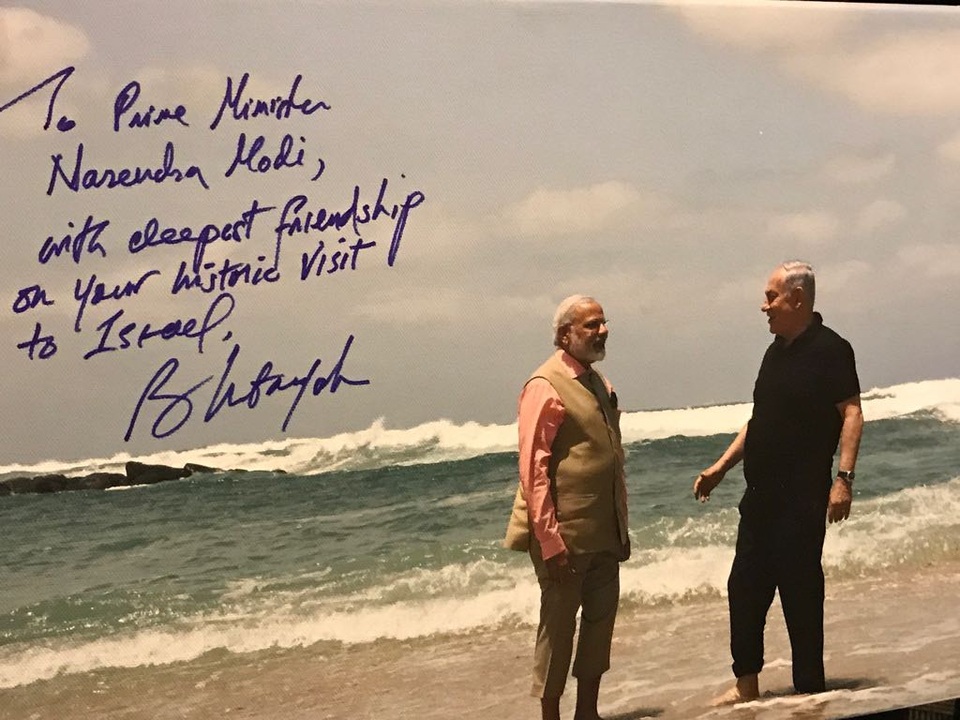 To Prime Minister
Narendra Modi,
with deepest friendship
on your historic visit
to Israel,